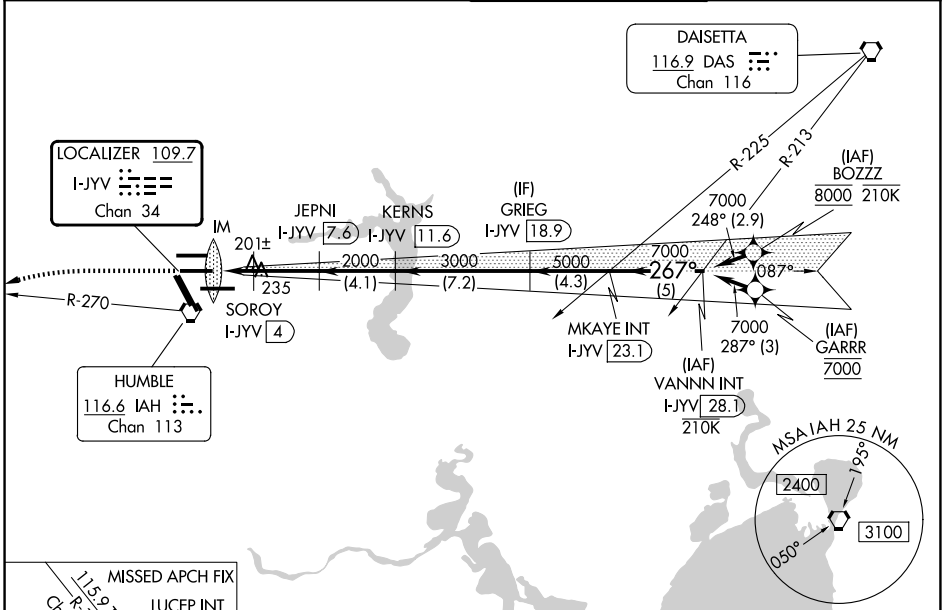 DAISETTA
116.9 DAS
Chan 116
R-225
R-213
LOCALIZER 109.7
I-JYV
Chan 34
IM
201±
235
JEPNI
I-JYV 7.6
KERNS
I-JYV 11.6
(IF)
GRIEG
I-JYV 18.9
7000
248° (2.9)
(IAF)
BOZZZ
8000 210K
2000
(4.1)
3000
(7.2)
5000
(4.3)
7000
267°
(5)
087°
R-270
SOROY
I-JYV 4
MKAYE INT
I-JYV 23.1
7000
287° (3)
(IAF)
GARRR
7000
(IAF)
VANNN INT
I-JYV 28.1
210K
HUMBLE
116.6 IAH
Chan 113
MSA IAH 25 NM
195°
2400
3100
050°
MISSED APCH FIX
LUCEP INT
115.9